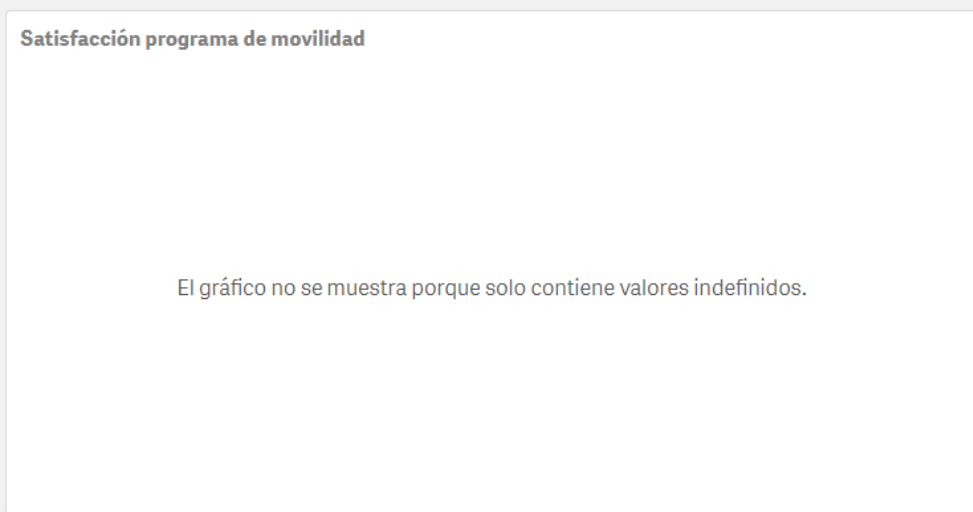 Satisfacción programa de movilidad
El gráfico no se muestra porque solo contiene valores indefinidos.